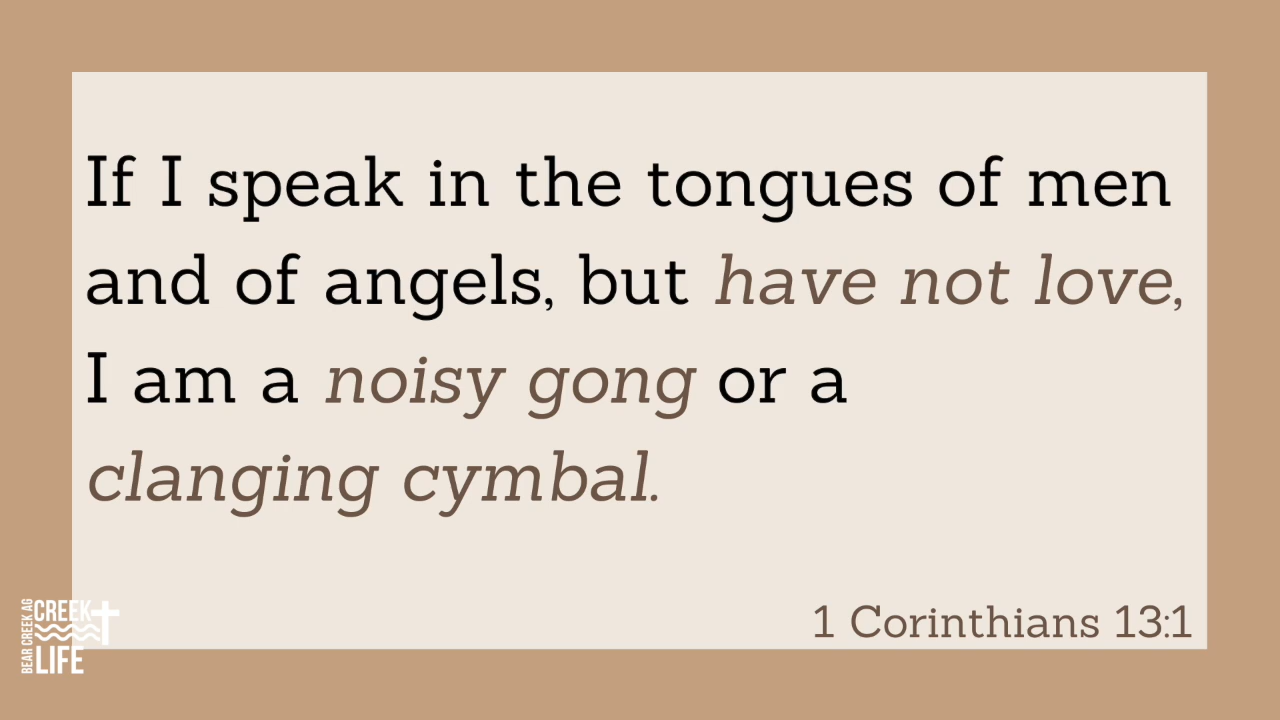 If I speak in the tongues of men
and of angels, but have not love,
I am a noisy gong or a
clanging cymbal.
1 Corinthians 13:1
BEAR CREEK AG
CREEK
LIFE